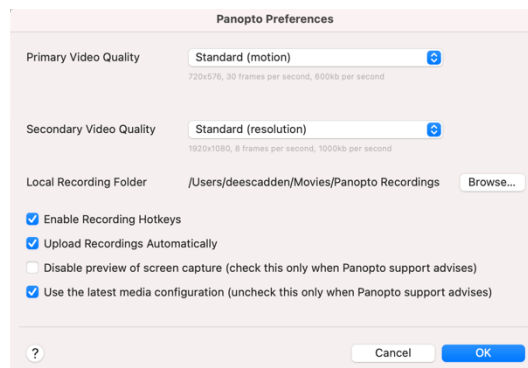 Panopto Preferences
Primary Video Quality Standard (motion)
720x576, 30 frames per second, 600kb per second
Secondary Video Quality Standard (resolution)
1920x1080, 8 frames per second, 1000kb per second
Local Recording Folder /Users/deescadden/Movies/Panopto Recordings Browse...
Enable Recording Hotkeys
Upload Recordings Automatically
Disable preview of screen capture (check this only when Panopto support advises)
Use the latest media configuration (uncheck this only when Panopto support advises)
? Cancel OK